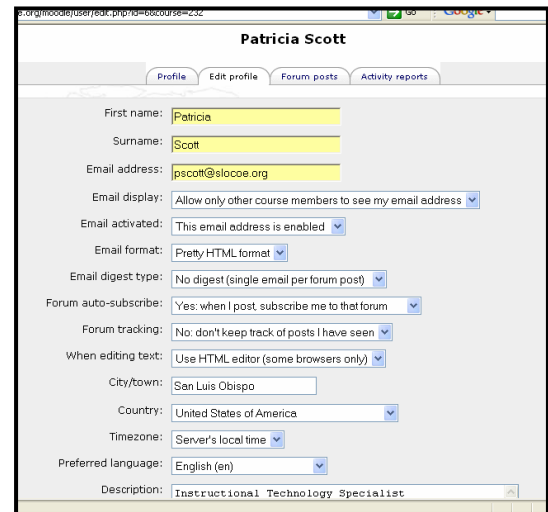 e.org/moodle/user/edit.php?id=6&course=232 Go Google
Patricia Scott
Profile Edit profile Forum posts Activity reports
First name: Patricia
Surname: Scott
Email address: pscott@slocoe.org
Email display: Allow only other course members to see my email address
Email activated: This email address is enabled
Email format: Pretty HTML format
Email digest type: No digest (single email per forum post)
Forum auto-subscribe: Yes: when I post, subscribe me to that forum
Forum tracking: No: don't keep track of posts I have seen
When editing text: Use HTML editor (some browsers only)
City/town: San Luis Obispo
Country: United States of America
Timezone: Server's local time
Preferred language: English (en)
Description: Instructional Technology Specialist